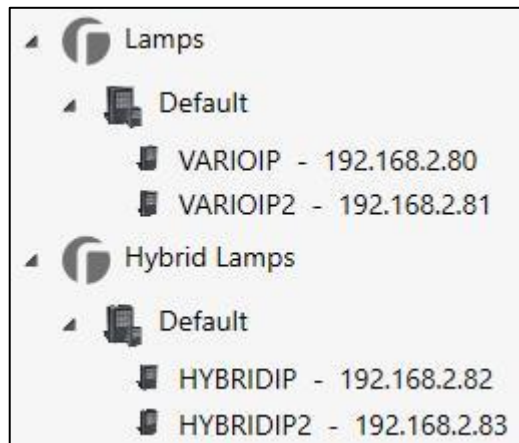 Lamps
Default
VARIOIP - 192.168.2.80
VARIOIP2 - 192.168.2.81
Hybrid Lamps
Default
HYBRIDIP - 192.168.2.82
HYBRIDIP2 - 192.168.2.83